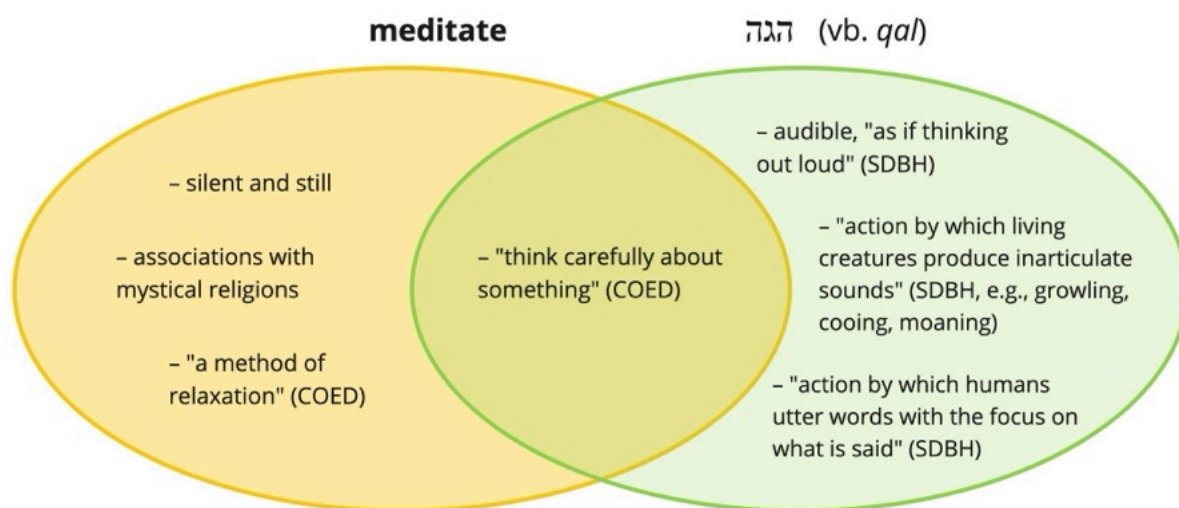 meditate
הגה (vb. qal)
– silent and still
– associations with
mystical religions
– "a method of
relaxation" (COED)
– "think carefully about
something" (COED)
– audible, "as if thinking
out loud" (SDBH)
– "action by which living
creatures produce inarticulate
sounds" (SDBH, e.g., growling,
cooing, moaning)
– "action by which humans
utter words with the focus on
what is said" (SDBH)